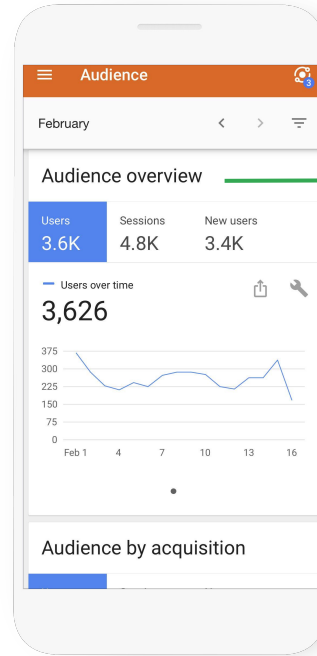 Audience
3
February
Audience overview
Users Sessions New users
3.6K 4.8K 3.4K
Users over time
3,626
375
300
225
150
75
0
Feb 1 4 7 10 13 16
Audience by acquisition